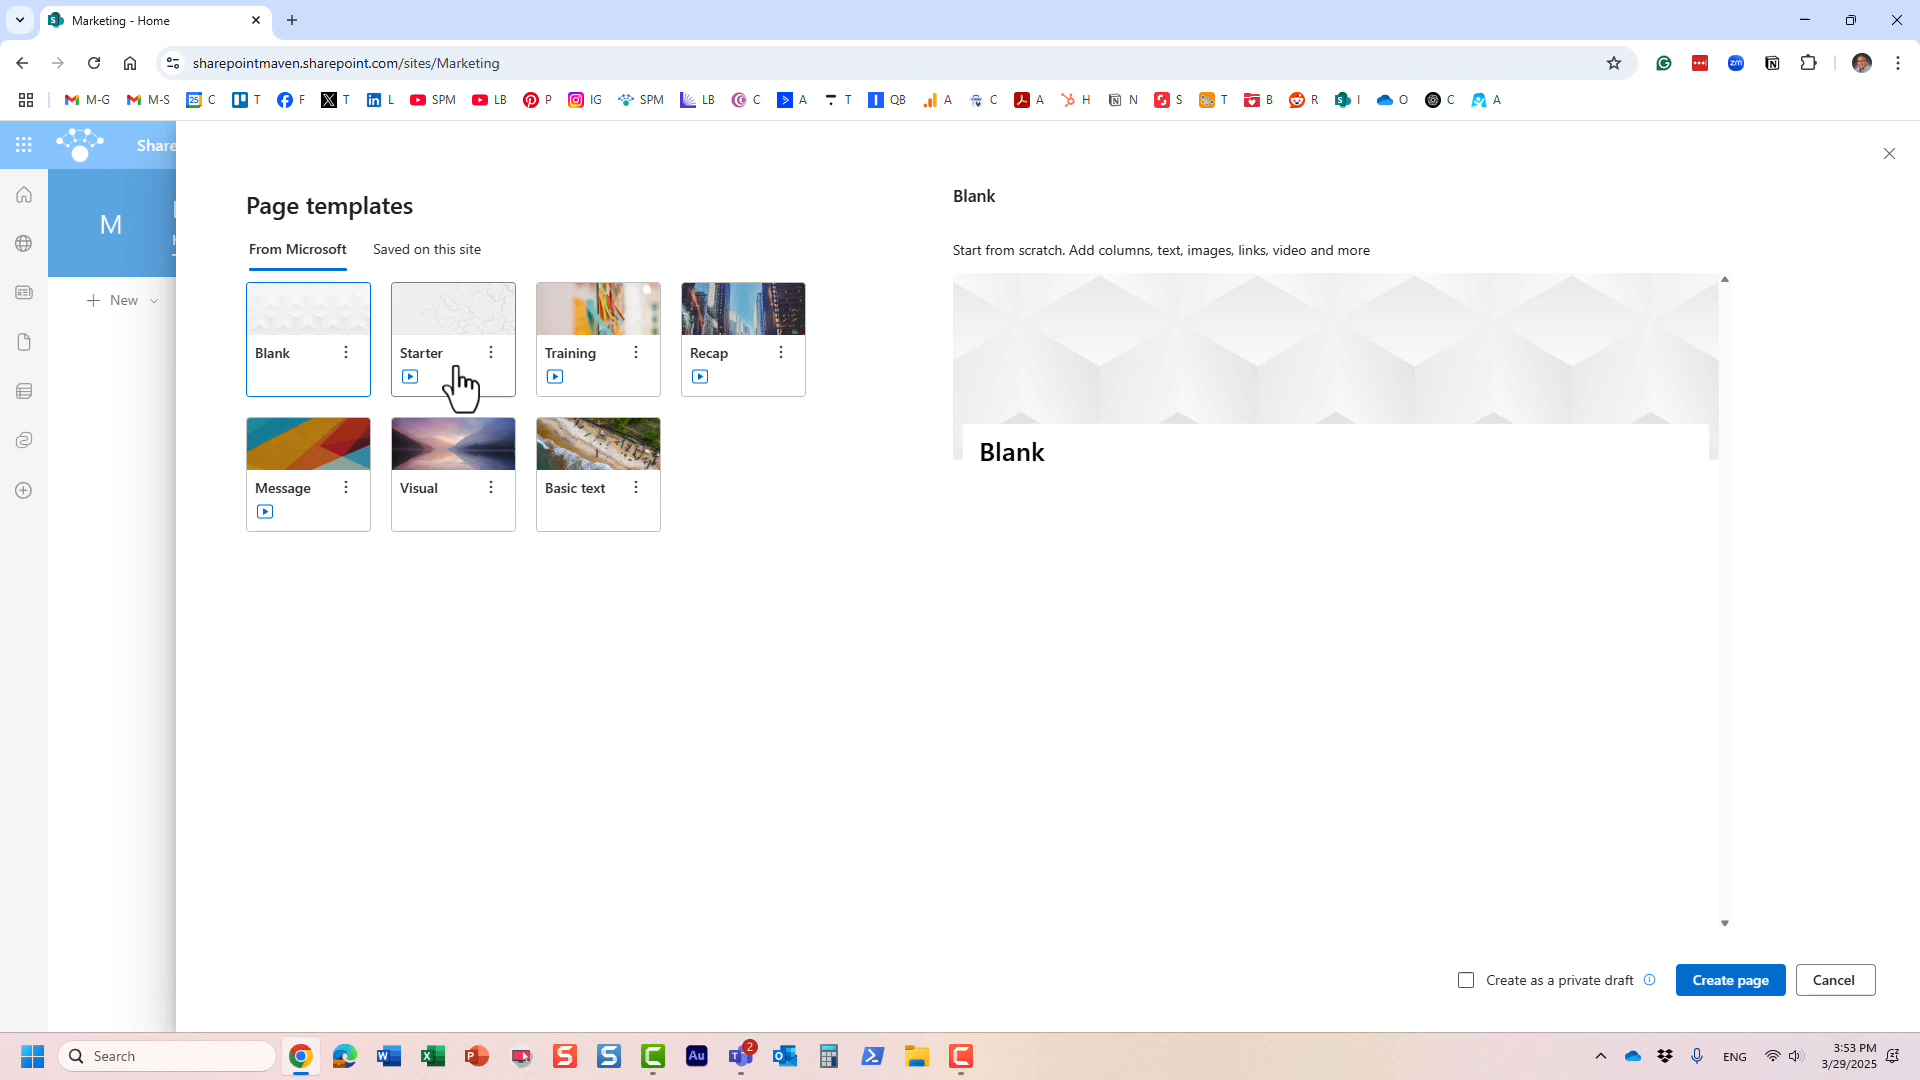 Marketing - Home
sharepointmaven.sharepoint.com/sites/Marketing
M-G M-S C T F T L SPM LB P IG SPM LB C A T QB A C A H N S T B R I O C A
Share
M
New
Page templates
From Microsoft Saved on this site
Blank Starter Training Recap
Message Visual Basic text
Blank
Start from scratch. Add columns, text, images, links, video and more
Blank
Create as a private draft Create page Cancel
Search
2
ENG
3:53 PM
3/29/2025